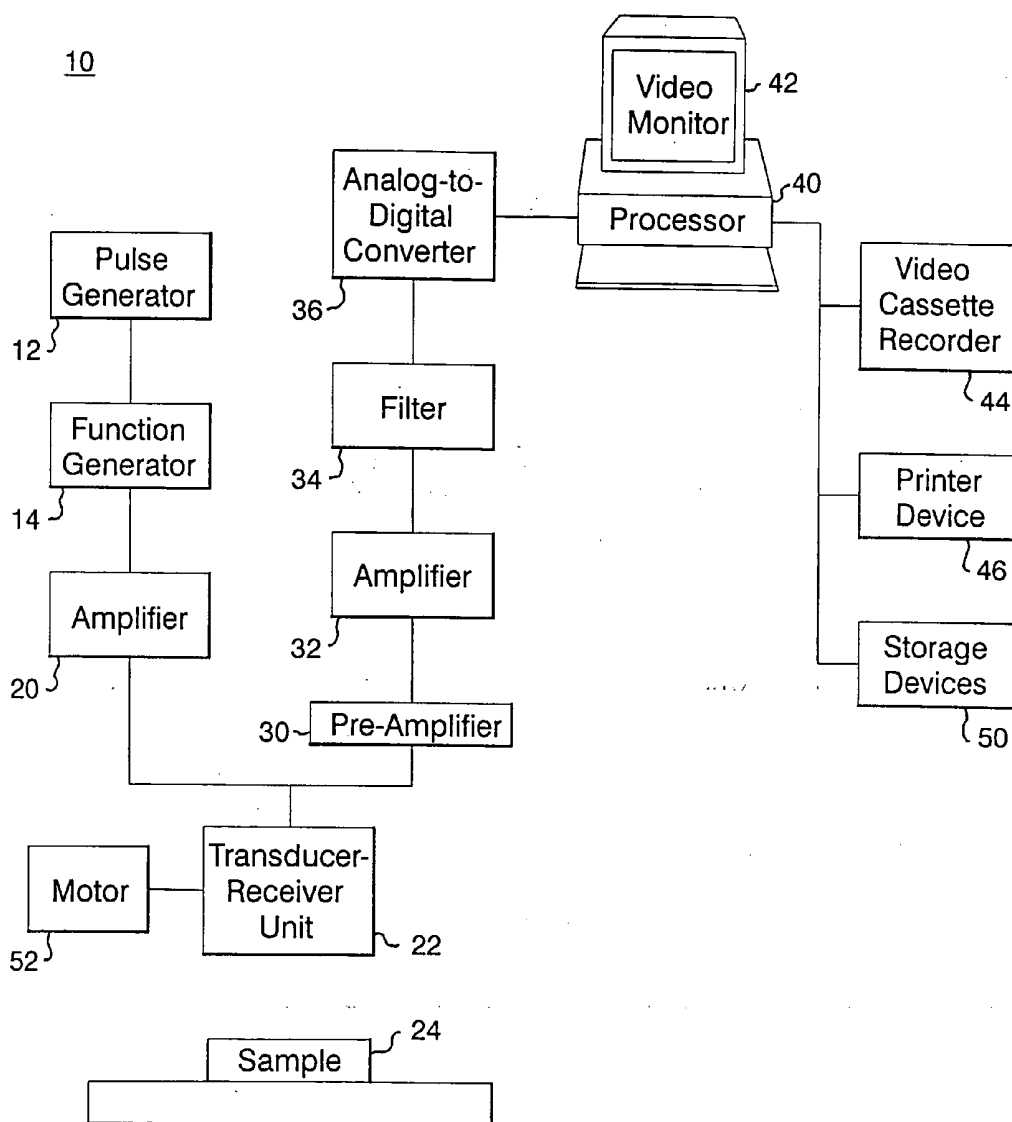 10
Video
Monitor
42
Analog-to-
Digital
Converter
36
Processor
40
Pulse
Generator
12
Video
Cassette
Recorder
44
Function
Generator
14
Filter
34
Printer
Device
46
Amplifier
20
Amplifier
32
Storage
Devices
50
30
Pre-Amplifier
Motor
52
Transducer-
Receiver
Unit
22
24
Sample